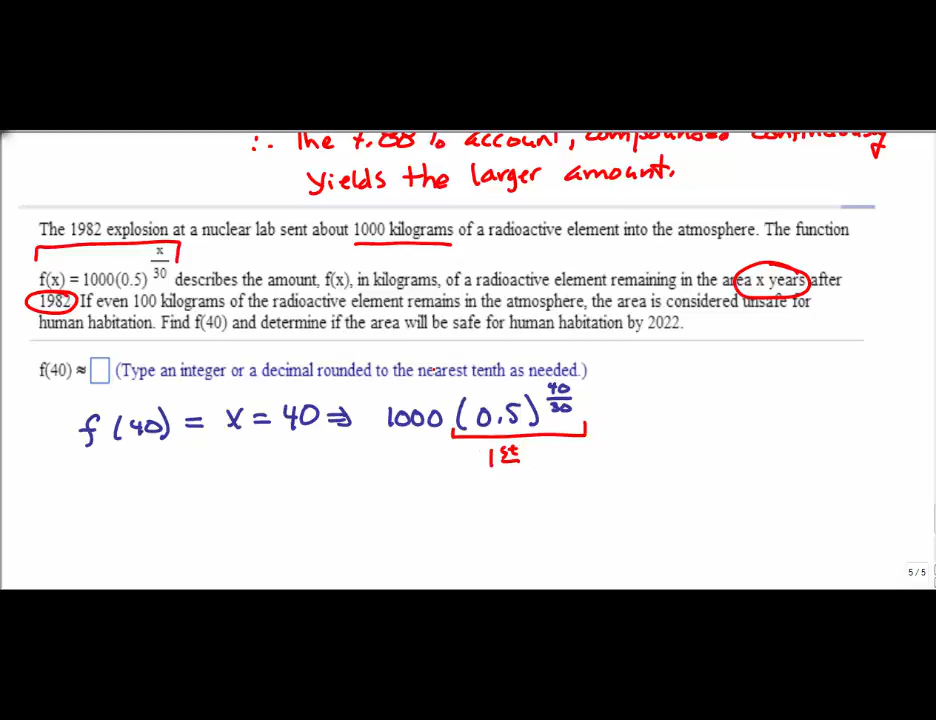 ∴ The 7.88% account, compounded continuously
yields the larger amount.
The 1982 explosion at a nuclear lab sent about 1000 kilograms of a radioactive element into the atmosphere. The function
x
f(x) = 1000(0.5) 30 describes the amount, f(x), in kilograms, of a radioactive element remaining in the area x years after
1982. If even 100 kilograms of the radioactive element remains in the atmosphere, the area is considered unsafe for
human habitation. Find f(40) and determine if the area will be safe for human habitation by 2022.
f(40) ≈ (Type an integer or a decimal rounded to the nearest tenth as needed.)
f(40) = x = 40 ⇒ 1000 (0.5)^40/30
1st
5 / 5